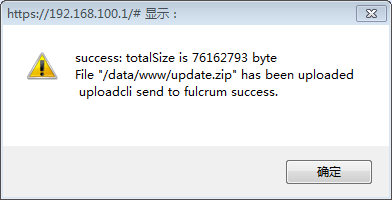 https://192.168.100.1/# 显示：
success: totalSize is 76162793 byte
File "/data/www/update.zip" has been uploaded
uploadcli send to fulcrum success.
确定